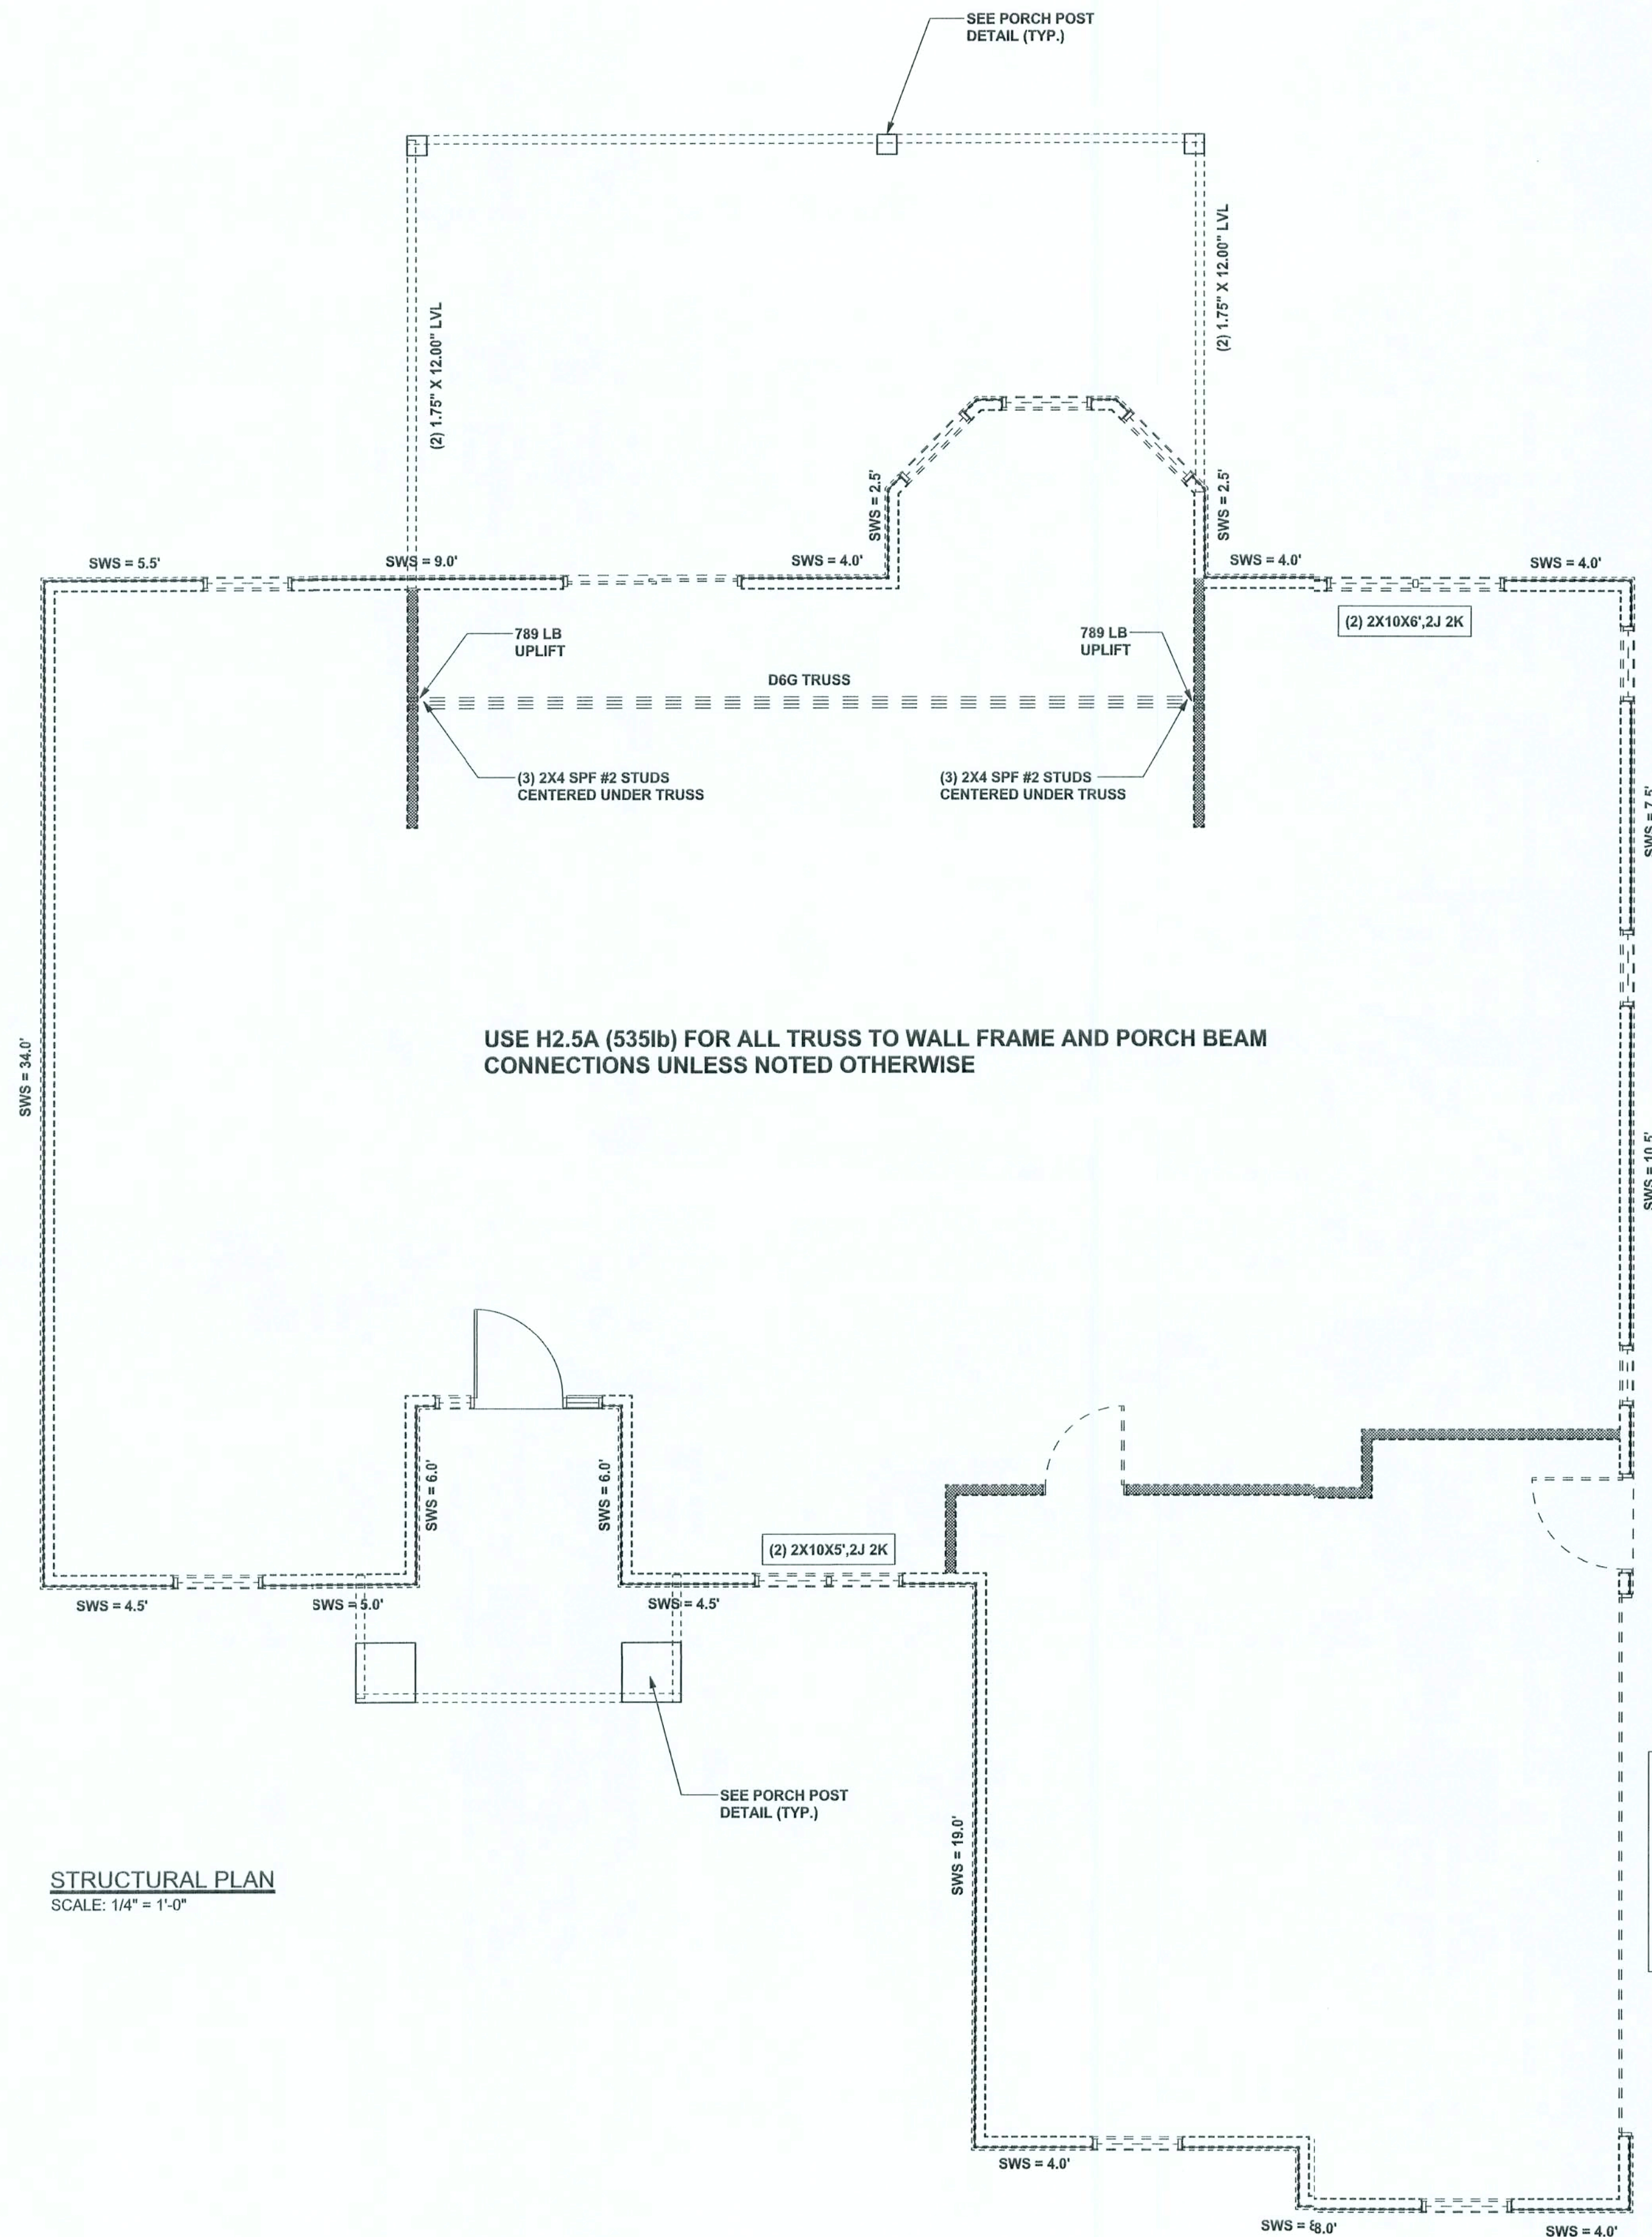 SEE PORCH POST
DETAIL (TYP.)
(2) 1.75" X 12.00" LVL
(2) 1.75" X 12.00" LVL
SWS = 2.5'
SWS = 2.5'
SWS = 5.5'
SWS = 9.0'
SWS = 4.0'
SWS = 4.0'
SWS = 4.0'
(2) 2X10X6',2J 2K
789 LB
UPLIFT
789 LB
UPLIFT
D6G TRUSS
(3) 2X4 SPF #2 STUDS
CENTERED UNDER TRUSS
(3) 2X4 SPF #2 STUDS
CENTERED UNDER TRUSS
SWS = 7.5'
USE H2.5A (535lb) FOR ALL TRUSS TO WALL FRAME AND PORCH BEAM
CONNECTIONS UNLESS NOTED OTHERWISE
SWS = 34.0'
SWS = 10.5'
SWS = 6.0'
SWS = 6.0'
(2) 2X10X5',2J 2K
SWS = 4.5'
SWS = 5.0'
SWS = 4.5'
SEE PORCH POST
DETAIL (TYP.)
SWS = 19.0'
STRUCTURAL PLAN
SCALE: 1/4" = 1'-0"
SWS = 4.0'
SWS = 8.0'
SWS = 4.0'